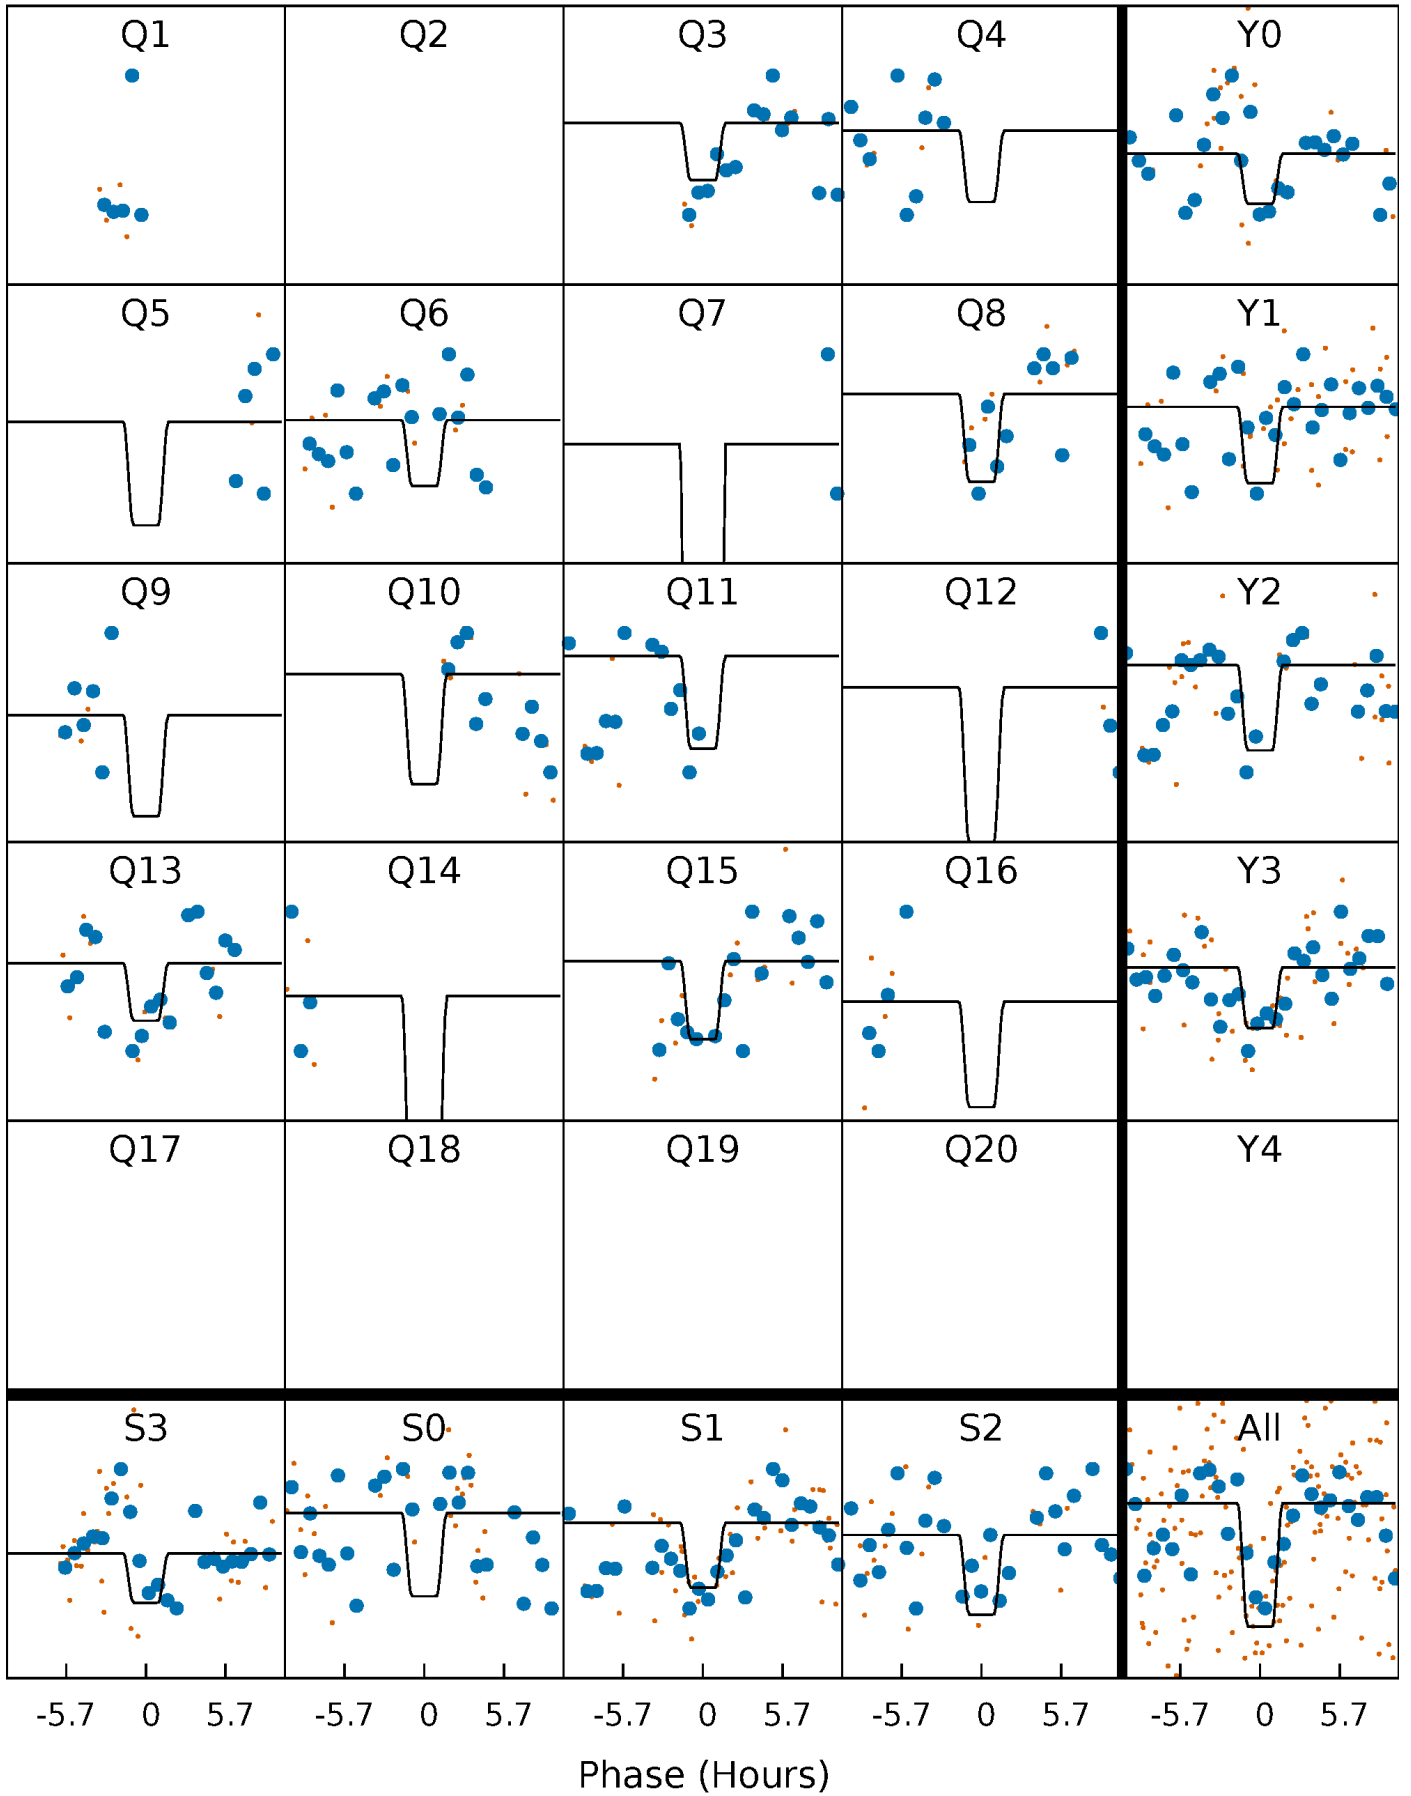 Q1 Q2 Q3 Q4 Y0
Q5 Q6 Q7 Q8 Y1
Q9 Q10 Q11 Q12 Y2
Q13 Q14 Q15 Q16 Y3
Q17 Q18 Q19 Q20 Y4
S3 S0 S1 S2 All
-5.7 0 5.7 -5.7 0 5.7 -5.7 0 5.7 -5.7 0 5.7 -5.7 0 5.7
Phase (Hours)